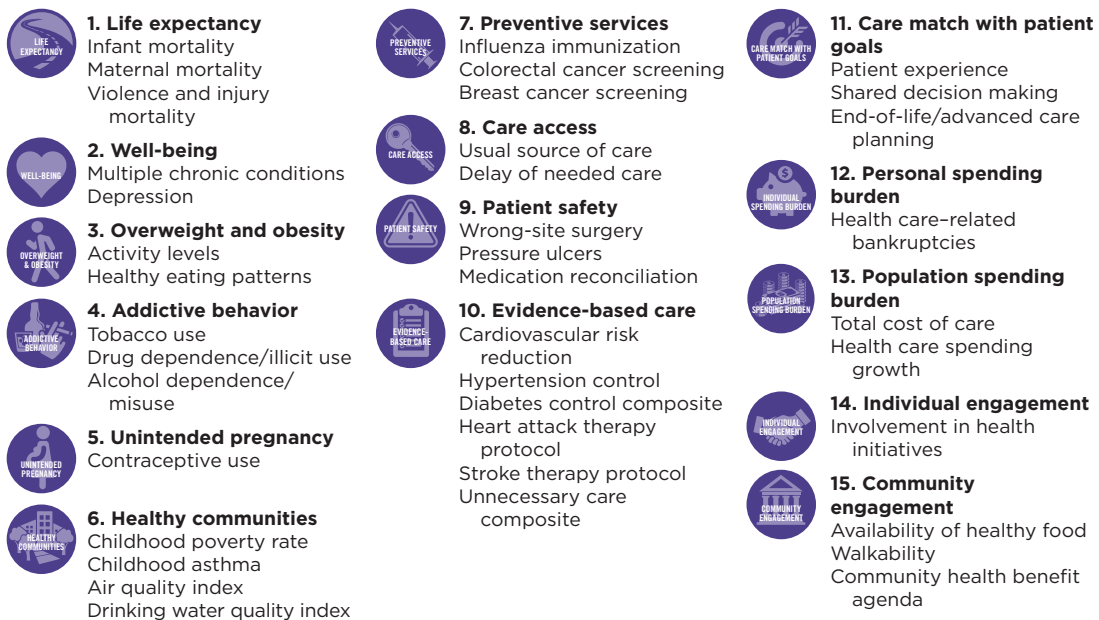 LIFE
EXPECTANCY
1. Life expectancy
Infant mortality
Maternal mortality
Violence and injury
mortality
WELL-BEING
2. Well-being
Multiple chronic conditions
Depression
OVERWEIGHT
& OBESITY
3. Overweight and obesity
Activity levels
Healthy eating patterns
ADDICTIVE
BEHAVIOR
4. Addictive behavior
Tobacco use
Drug dependence/illicit use
Alcohol dependence/
misuse
UNINTENDED
PREGNANCY
5. Unintended pregnancy
Contraceptive use
HEALTHY
COMMUNITIES
6. Healthy communities
Childhood poverty rate
Childhood asthma
Air quality index
Drinking water quality index
PREVENTIVE
SERVICES
7. Preventive services
Influenza immunization
Colorectal cancer screening
Breast cancer screening
CARE ACCESS
8. Care access
Usual source of care
Delay of needed care
PATIENT SAFETY
9. Patient safety
Wrong-site surgery
Pressure ulcers
Medication reconciliation
EVIDENCE-
BASED CARE
10. Evidence-based care
Cardiovascular risk
reduction
Hypertension control
Diabetes control composite
Heart attack therapy
protocol
Stroke therapy protocol
Unnecessary care
composite
CARE MATCH WITH
PATIENT GOALS
11. Care match with patient
goals
Patient experience
Shared decision making
End-of-life/advanced care
planning
$
INDIVIDUAL
SPENDING BURDEN
12. Personal spending
burden
Health care–related
bankruptcies
POPULATION
SPENDING BURDEN
13. Population spending
burden
Total cost of care
Health care spending
growth
INDIVIDUAL
ENGAGEMENT
14. Individual engagement
Involvement in health
initiatives
COMMUNITY
ENGAGEMENT
15. Community
engagement
Availability of healthy food
Walkability
Community health benefit
agenda